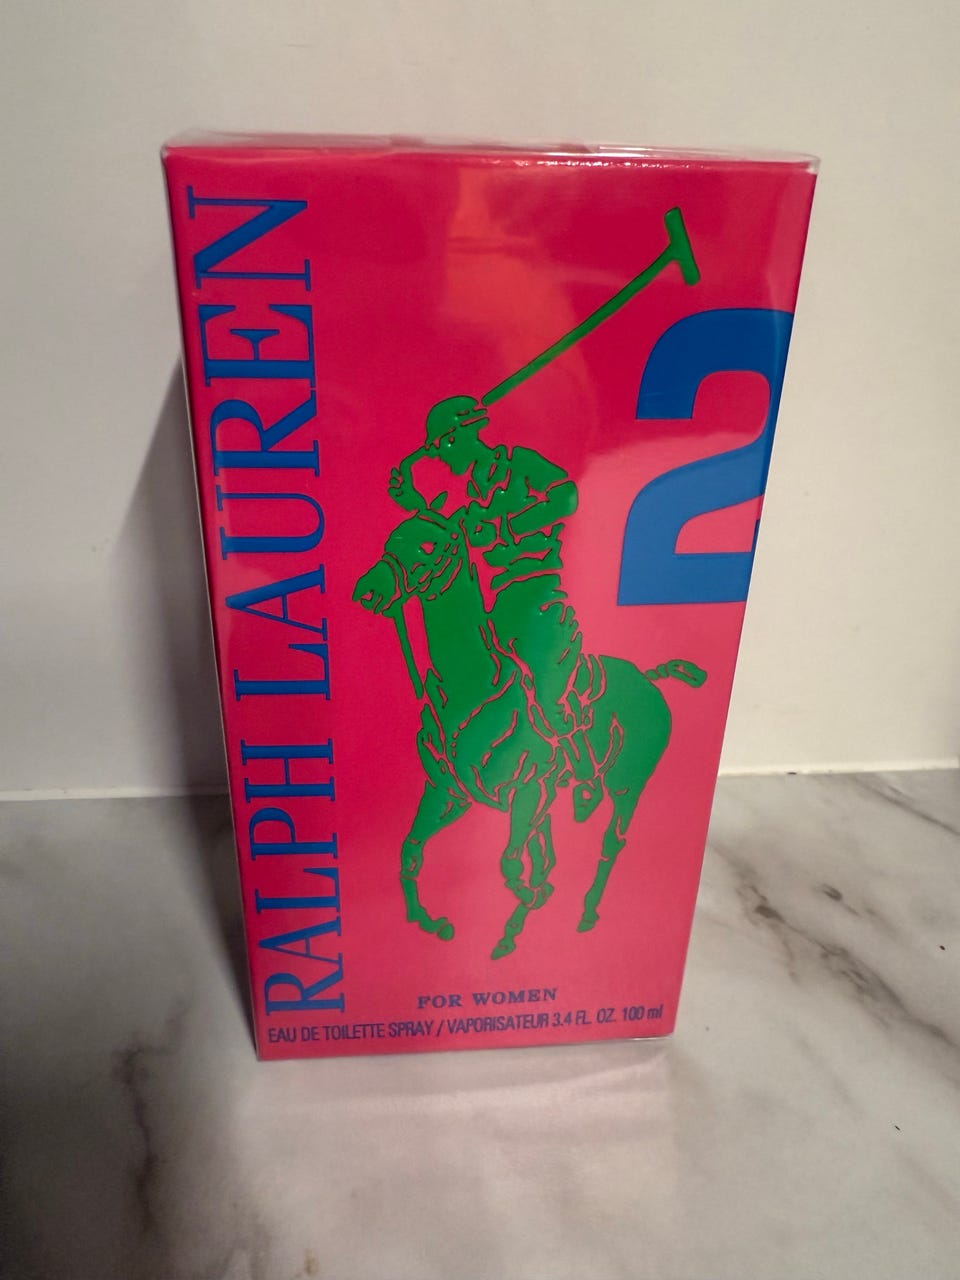 RALPH LAUREN
2
FOR WOMEN
EAU DE TOILETTE SPRAY / VAPORISATEUR 3.4 FL. OZ. 100 ml